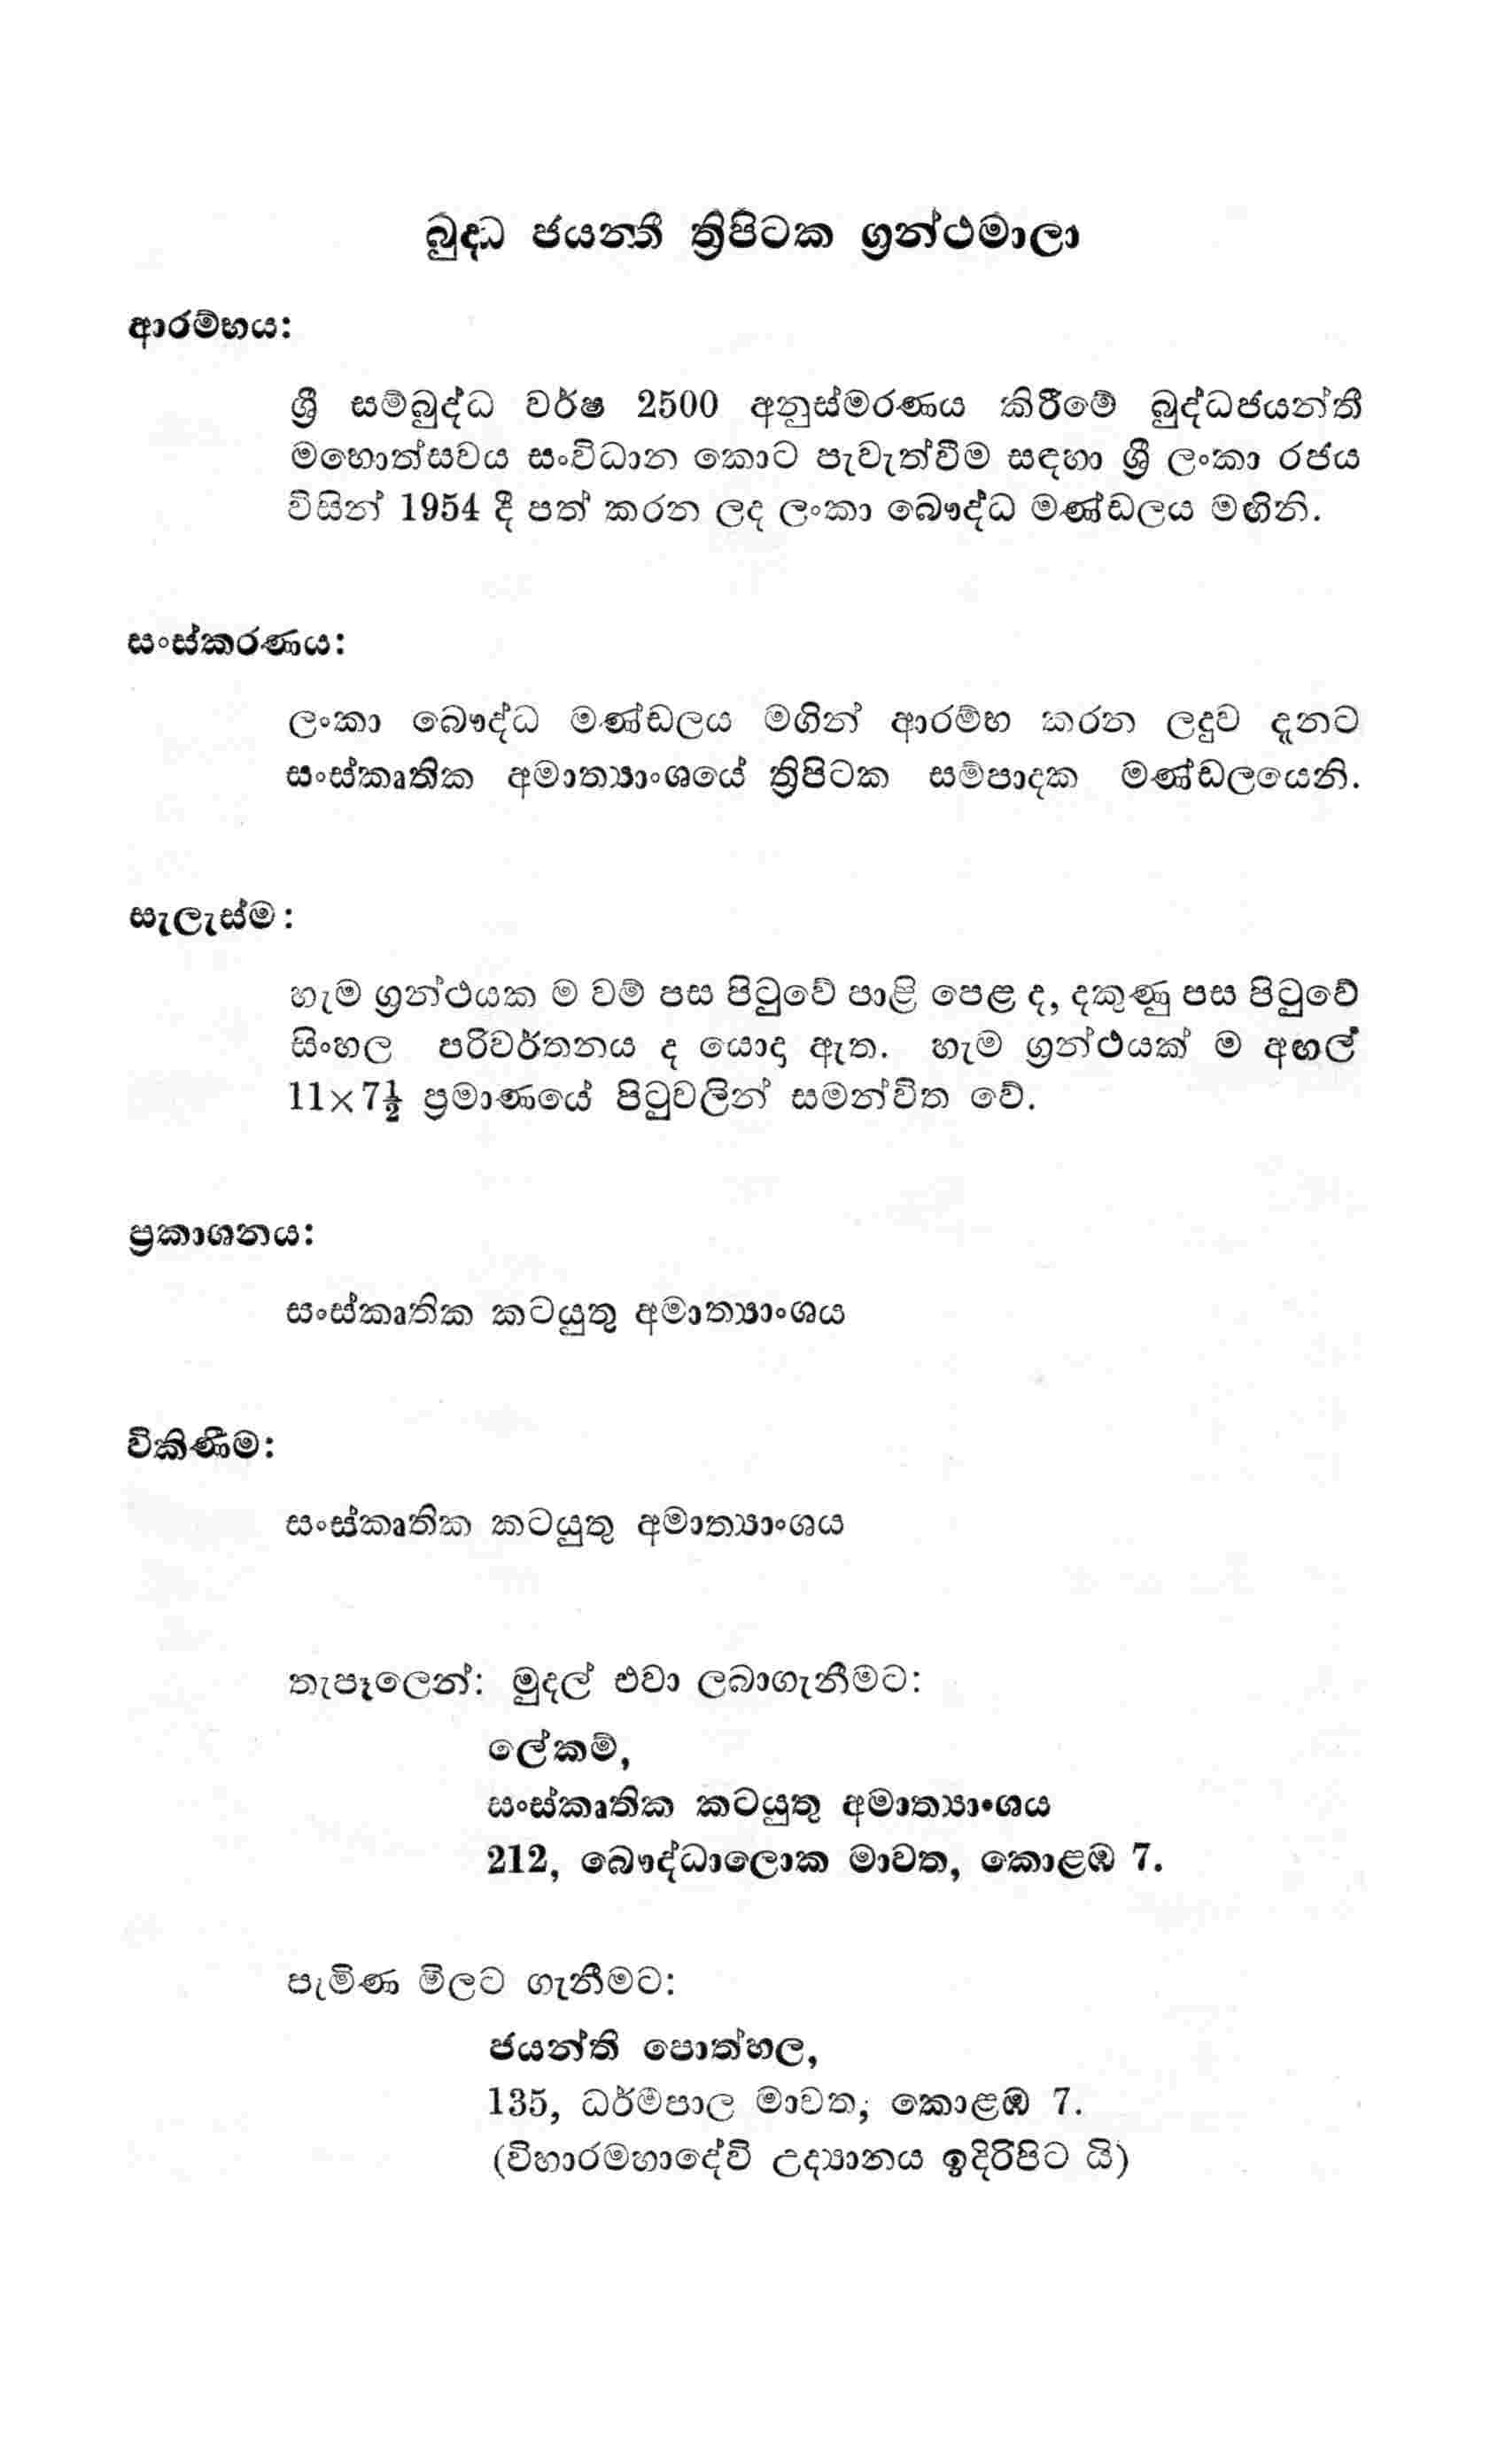 බුද්ධ ජයන්තී ත්‍රිපිටක ග්‍රන්ථමාලා
ආරම්භය:
ශ්‍රී සම්බුද්ධ වර්ෂ 2500 අනුස්මරණය කිරීමේ බුද්ධජයන්තී
මහොත්සවය සංවිධාන කොට පැවැත්වීම සඳහා ශ්‍රී ලංකා රජය
විසින් 1954 දී පත් කරන ලද ලංකා බෞද්ධ මණ්ඩලය මඟිනි.
සංස්කරණය:
ලංකා බෞද්ධ මණ්ඩලය මගින් ආරම්භ කරන ලදුව දැනට
සංස්කෘතික අමාත්‍යාංශයේ ත්‍රිපිටක සම්පාදක මණ්ඩලයෙනි.
සැලැස්ම:
හැම ග්‍රන්ථයක ම වම් පස පිටුවේ පාළි පෙළ ද, දකුණු පස පිටුවේ
සිංහල පරිවර්තනය ද යොදා ඇත. හැම ග්‍රන්ථයක් ම අඟල්
11×7½ ප්‍රමාණයේ පිටුවලින් සමන්විත වේ.
ප්‍රකාශනය:
සංස්කෘතික කටයුතු අමාත්‍යාංශය
විකිණීම:
සංස්කෘතික කටයුතු අමාත්‍යාංශය
තැපෑලෙන්: මුදල් එවා ලබාගැනීමට:
ලේකම්,
සංස්කෘතික කටයුතු අමාත්‍යාංශය
212, බෞද්ධාලොක මාවත, කොළඹ 7.
පැමිණ මිලට ගැනීමට:
ජයන්ති පොත්හල,
135, ධර්මපාල මාවත, කොළඹ 7.
(විහාරමහාදේවි උද්‍යානය ඉදිරිපිට යි)